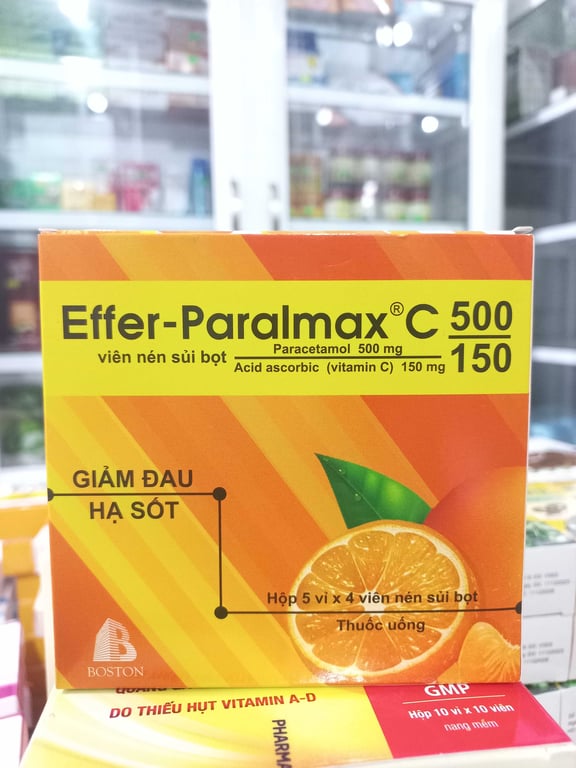 Effer-Paralmax® C 500
150
viên nén sủi bọt
Paracetamol 500 mg
Acid ascorbic (vitamin C) 150 mg
GIẢM ĐAU
HẠ SỐT
Hộp 5 vỉ x 4 viên nén sủi bọt
Thuốc uống
B
BOSTON
DO THIẾU HỤT VITAMIN A-D
PHARMA
GMP
Hộp 10 vỉ x 10 viên
nang mềm